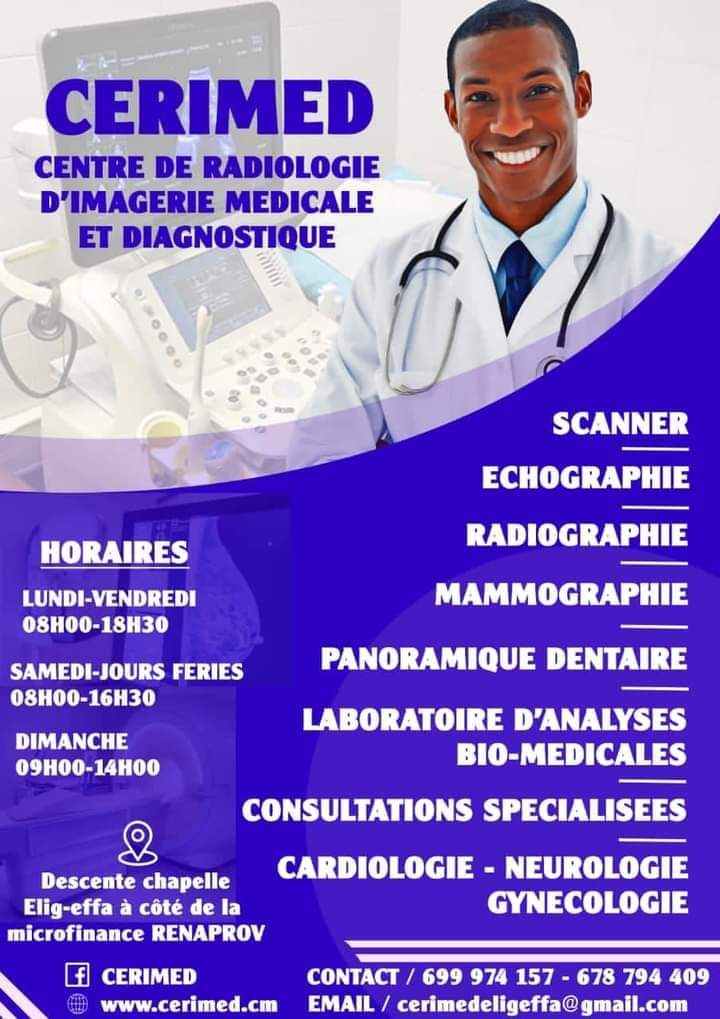 CERIMED
CENTRE DE RADIOLOGIE
D'IMAGERIE MEDICALE
ET DIAGNOSTIQUE
SCANNER
ECHOGRAPHIE
RADIOGRAPHIE
MAMMOGRAPHIE
PANORAMIQUE DENTAIRE
LABORATOIRE D'ANALYSES
BIO-MEDICALES
CONSULTATIONS SPECIALISEES
CARDIOLOGIE - NEUROLOGIE
GYNECOLOGIE
HORAIRES
LUNDI-VENDREDI
08H00-18H30
SAMEDI-JOURS FERIES
08H00-16H30
DIMANCHE
09H00-14H00
Descente chapelle
Elig-effa à côté de la
microfinance RENAPROV
CERIMED
www.cerimed.cm
CONTACT / 699 974 157 - 678 794 409
EMAIL / cerimedeligeffa@gmail.com